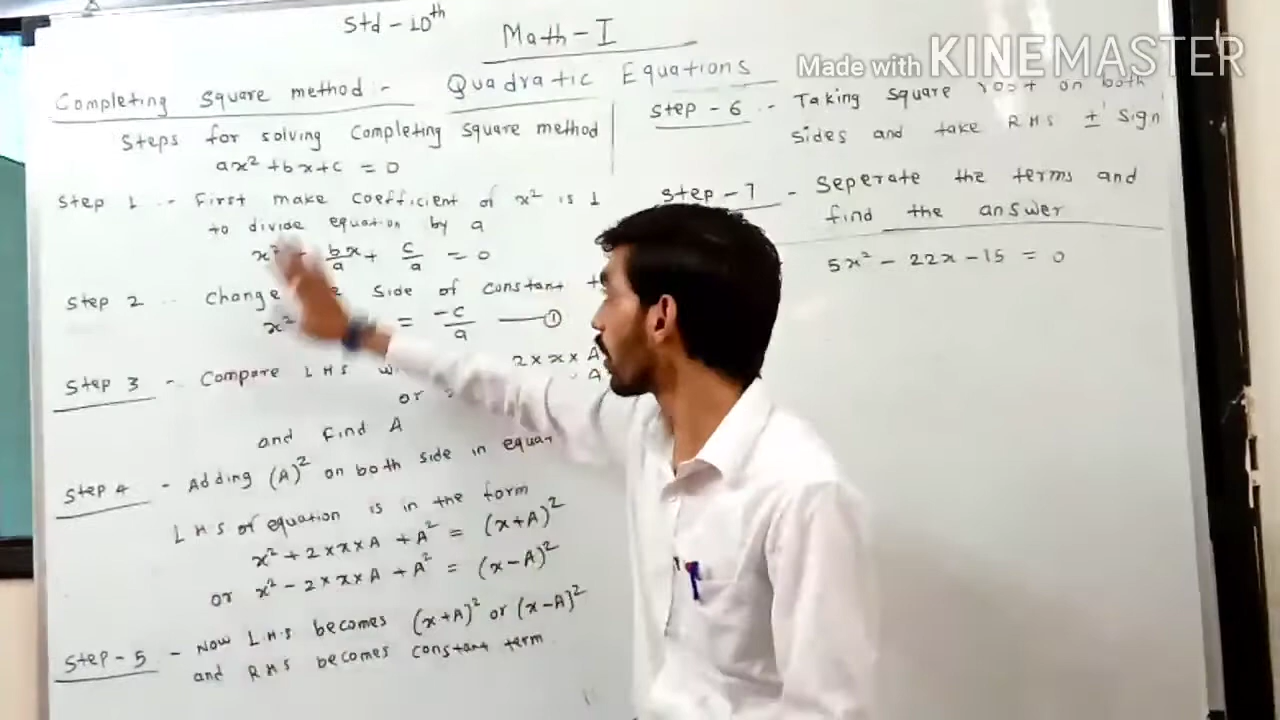 Std - 10th
Math - I
Made with KINEMASTER
Completing square method :- Quadratic Equations
Steps for solving completing square method
ax² + bx + c = 0
Step 1 - First make coefficient of x² is 1
to divide equation by a
x² + bx/a + c/a = 0
Step 2 - Change side of constant
x² = -c/a ——①
Step 3 - Compare LHS 2 × x × A
or
and find A
Step 4 - Adding (A)² on both side in
LHS of equation is in the form
x² + 2×x×A + A² = (x+A)²
or x² - 2×x×A + A² = (x-A)²
Step - 5 - Now L.H.S becomes (x+A)² or (x-A)²
and RHS becomes constant term
Step - 6 - Taking square root on both
sides and take RHS ± sign
Step - 7 - Seperate the terms and
find the answer
5x² - 22x - 15 = 0